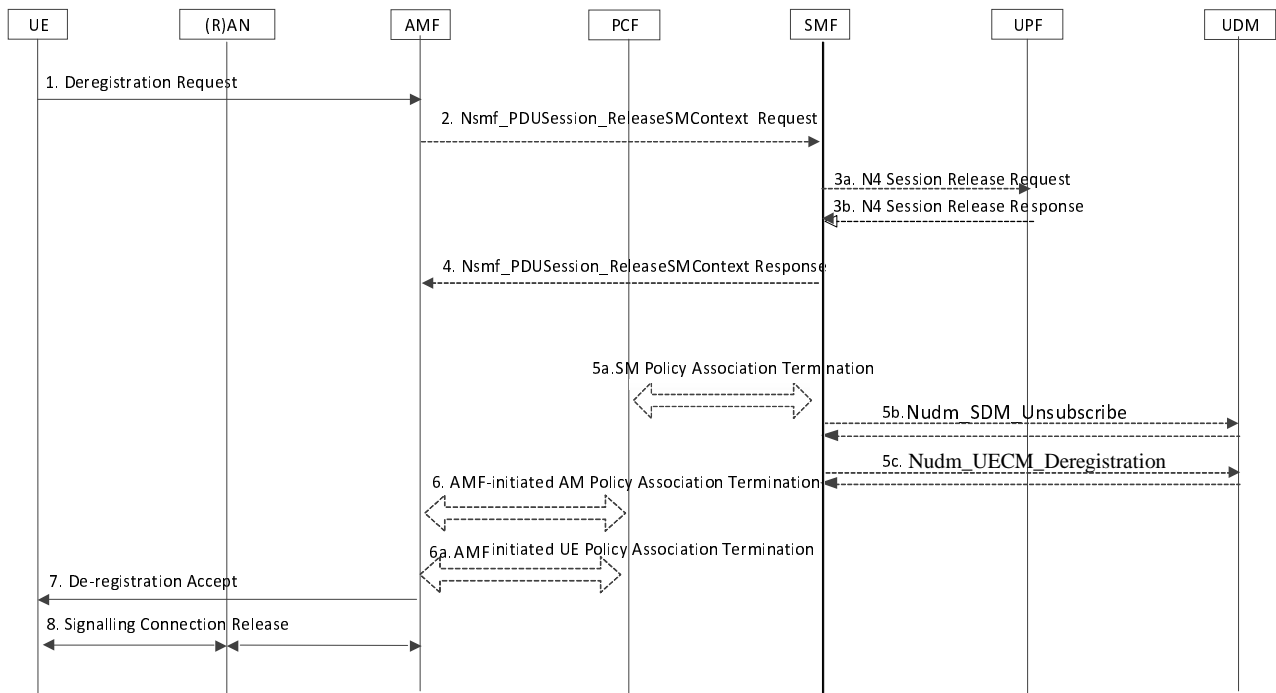 UE
(R)AN
AMF
PCF
SMF
UPF
UDM
1. Deregistration Request
2. Nsmf_PDUSession_ReleaseSMContext Request
3a. N4 Session Release Request
3b. N4 Session Release Response
4. Nsmf_PDUSession_ReleaseSMContext Response
5a.SM Policy Association Termination
5b. Nudm_SDM_Unsubscribe
5c. Nudm_UECM_Deregistration
6. AMF-initiated AM Policy Association Termination
6a. AMF initiated UE Policy Association Termination
7. De-registration Accept
8. Signalling Connection Release